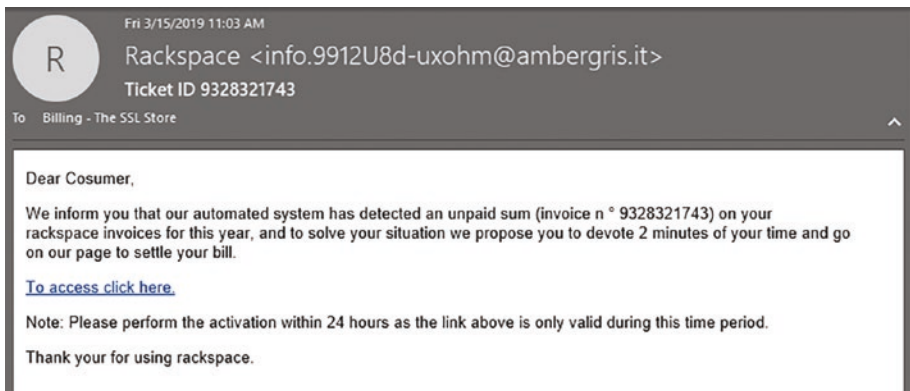 Fri 3/15/2019 11:03 AM
R
Rackspace <info.9912U8d-uxohm@ambergris.it>
Ticket ID 9328321743
To Billing - The SSL Store
Dear Cosumer,
We inform you that our automated system has detected an unpaid sum (invoice n ° 9328321743) on your
rackspace invoices for this year, and to solve your situation we propose you to devote 2 minutes of your time and go
on our page to settle your bill.
To access click here.
Note: Please perform the activation within 24 hours as the link above is only valid during this time period.
Thank your for using rackspace.